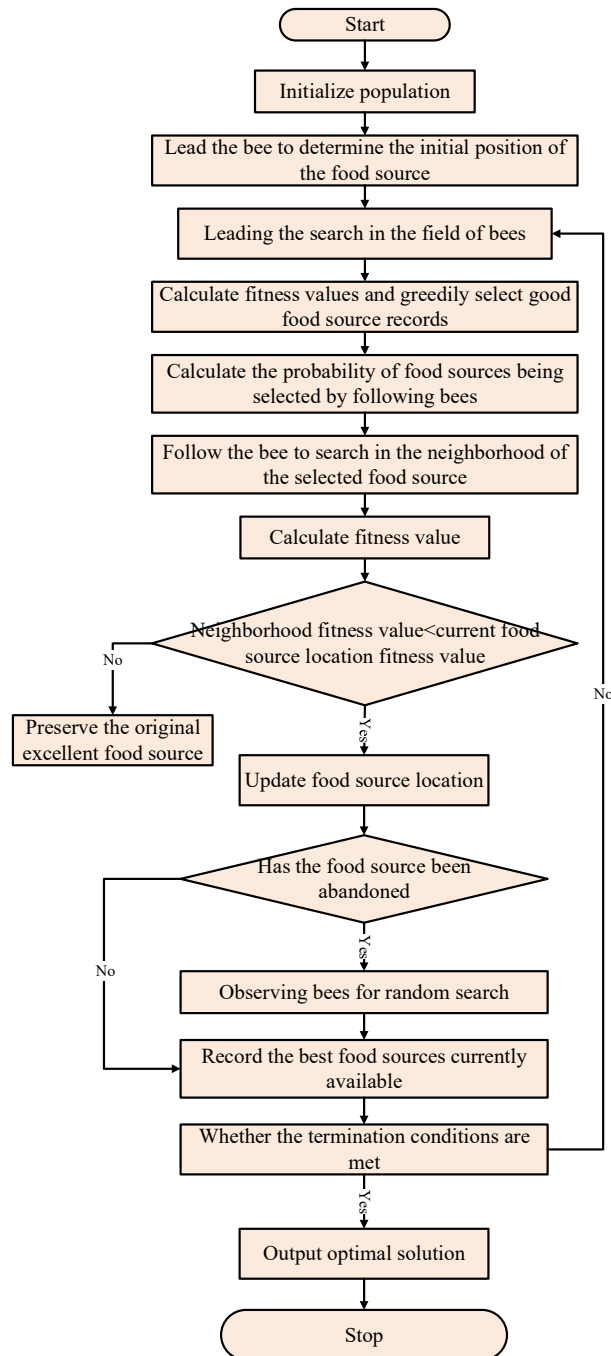 Start
Initialize population
Lead the bee to determine the initial position of
the food source
Leading the search in the field of bees
Calculate fitness values and greedily select good
food source records
Calculate the probability of food sources being
selected by following bees
Follow the bee to search in the neighborhood of
the selected food source
Calculate fitness value
Neighborhood fitness value<current food
source location fitness value
No
Yes
No
Preserve the original
excellent food source
Update food source location
Has the food source been
abandoned
Yes
No
Observing bees for random search
Record the best food sources currently
available
Whether the termination conditions are
met
Yes
Output optimal solution
Stop